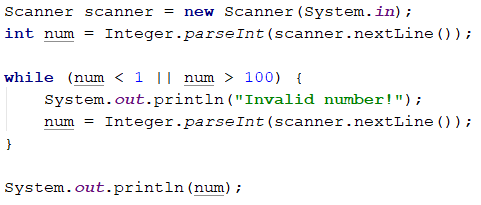 Scanner scanner = new Scanner(System.in);
int num = Integer.parseInt(scanner.nextLine());
while (num < 1 || num > 100) {
    System.out.println("Invalid number!");
    num = Integer.parseInt(scanner.nextLine());
}
System.out.println(num);